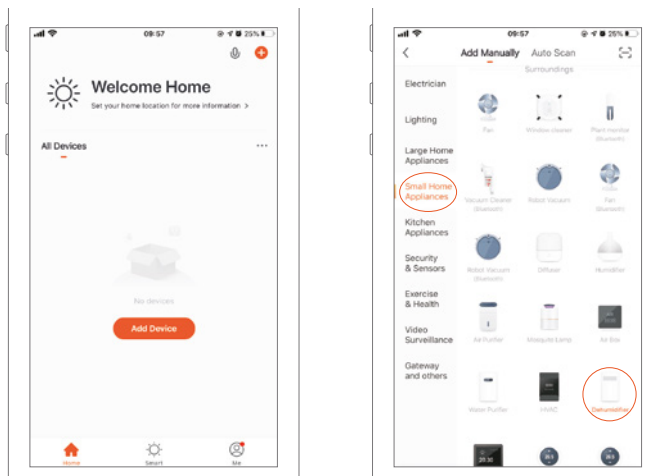 09:57
25%
Welcome Home
Set your home location for more information >
All Devices
...
No devices
Add Device
Home
Smart
Me
09:57
25%
Add Manually
Auto Scan
Surroundings
Electrician
Lighting
Large Home
Appliances
Small Home
Appliances
Kitchen
Appliances
Security
& Sensors
Exercise
& Health
Video
Surveillance
Gateway
and others
Fan
Window cleaner
Plant monitor
(Bluetooth)
Vacuum Cleaner
(Bluetooth)
Robot Vacuum
Fan
(Bluetooth)
Robot Vacuum
(Bluetooth)
Diffuser
Humidifier
Air Purifier
Mosquito Lamp
Air Box
Water Purifier
HVAC
Dehumidifier
20:30